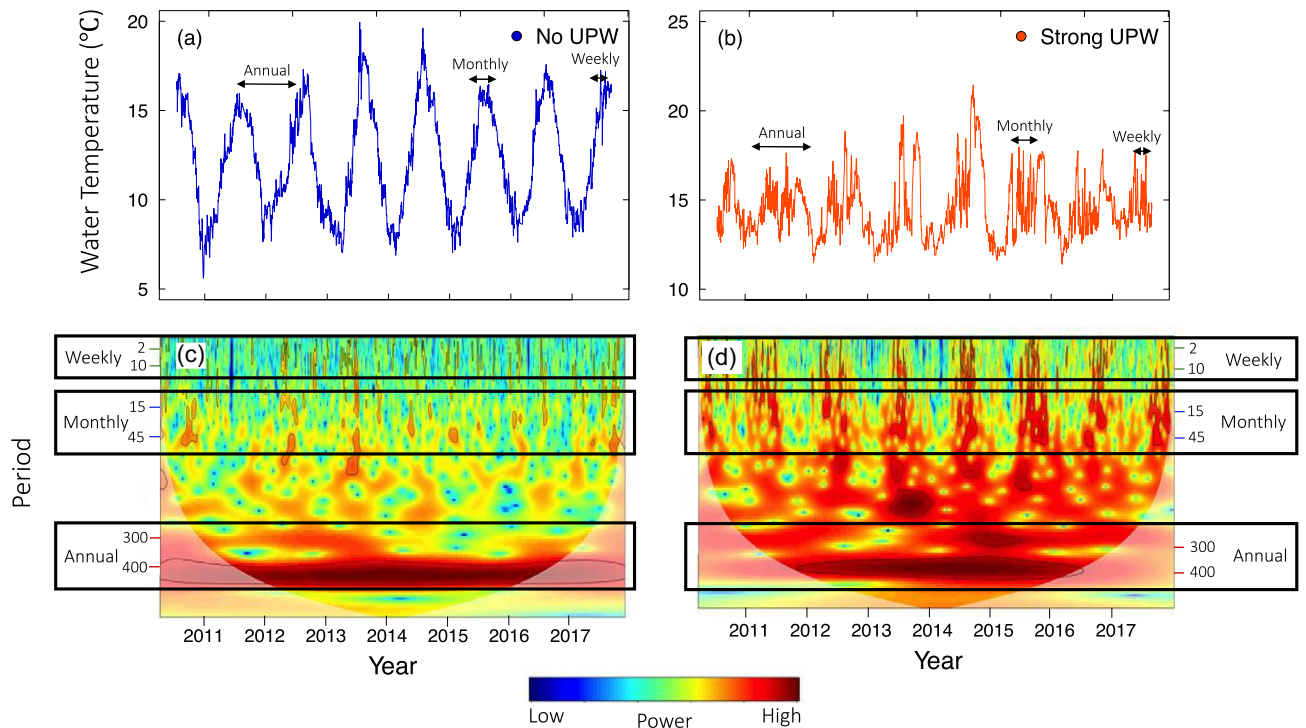 Water Temperature (°C)
20
15
10
5
(a)
No UPW
Annual
Monthly
Weekly
25
20
15
10
(b)
Strong UPW
Annual
Monthly
Weekly
Period
Weekly
2
10
Monthly
15
45
Annual
300
400
(c)
(d)
2
10
Weekly
15
45
Monthly
300
400
Annual
2011 2012 2013 2014 2015 2016 2017
Year
2011 2012 2013 2014 2015 2016 2017
Year
Low Power High